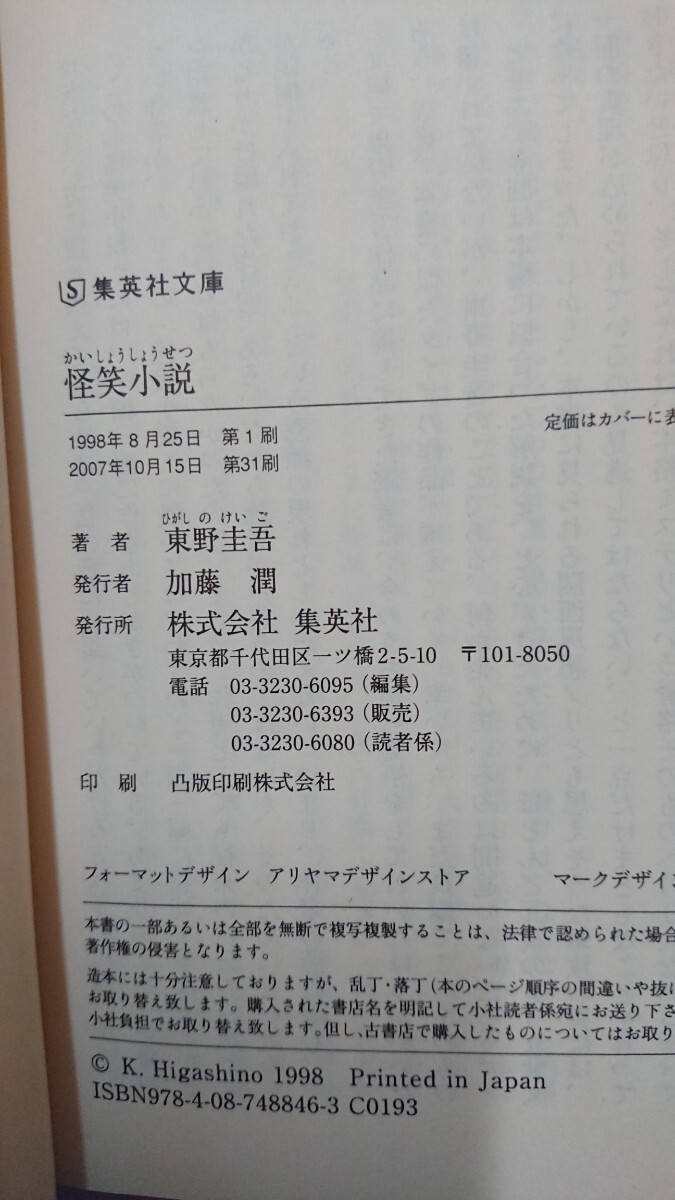 S 集英社文庫
かいしょうしょうせつ
怪笑小説
1998年8月25日 第1刷
2007年10月15日 第31刷
定価はカバーに表
ひがし の けい ご
著 者 東野圭吾
発行者 加藤 潤
発行所 株式会社 集英社
東京都千代田区一ツ橋2-5-10 〒101-8050
電話 03-3230-6095（編集）
03-3230-6393（販売）
03-3230-6080（読者係）
印 刷 凸版印刷株式会社
フォーマットデザイン アリヤマデザインストア マークデザイン
本書の一部あるいは全部を無断で複写複製することは、法律で認められた場合
著作権の侵害となります。
造本には十分注意しておりますが、乱丁・落丁（本のページ順序の間違いや抜け
お取り替え致します。購入された書店名を明記して小社読者係宛にお送り下さ
小社負担でお取り替え致します。但し、古書店で購入したものについてはお取り
© K. Higashino 1998 Printed in Japan
ISBN978-4-08-748846-3 C0193